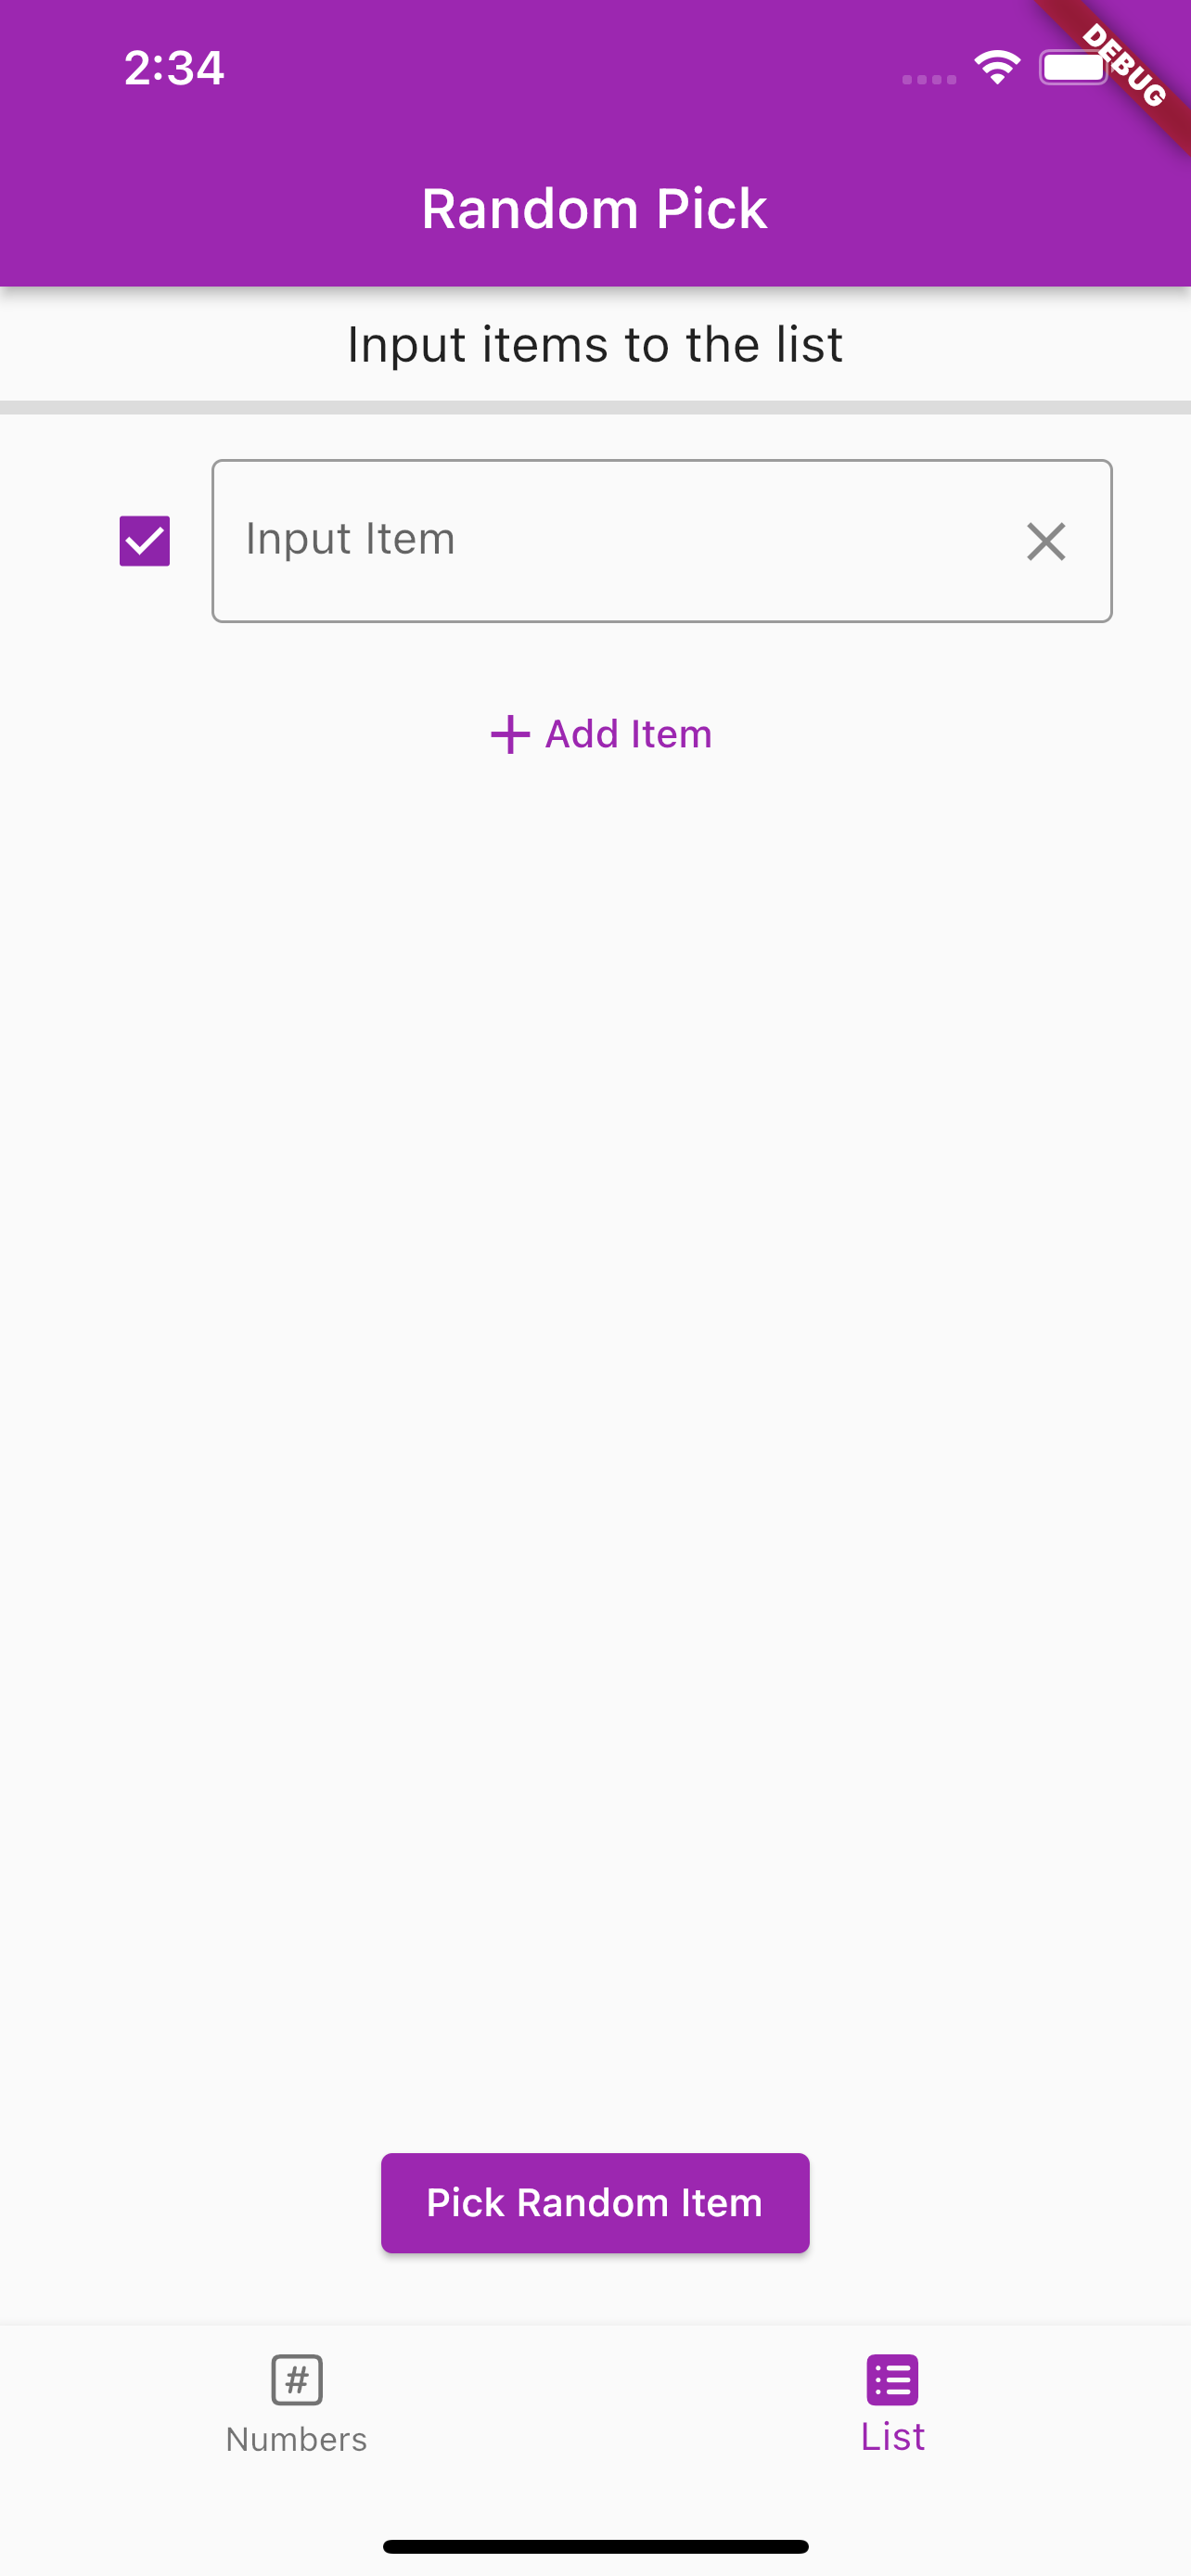 2:34
DEBUG
Random Pick
Input items to the list
Input Item
Add Item
Pick Random Item
#
Numbers
List